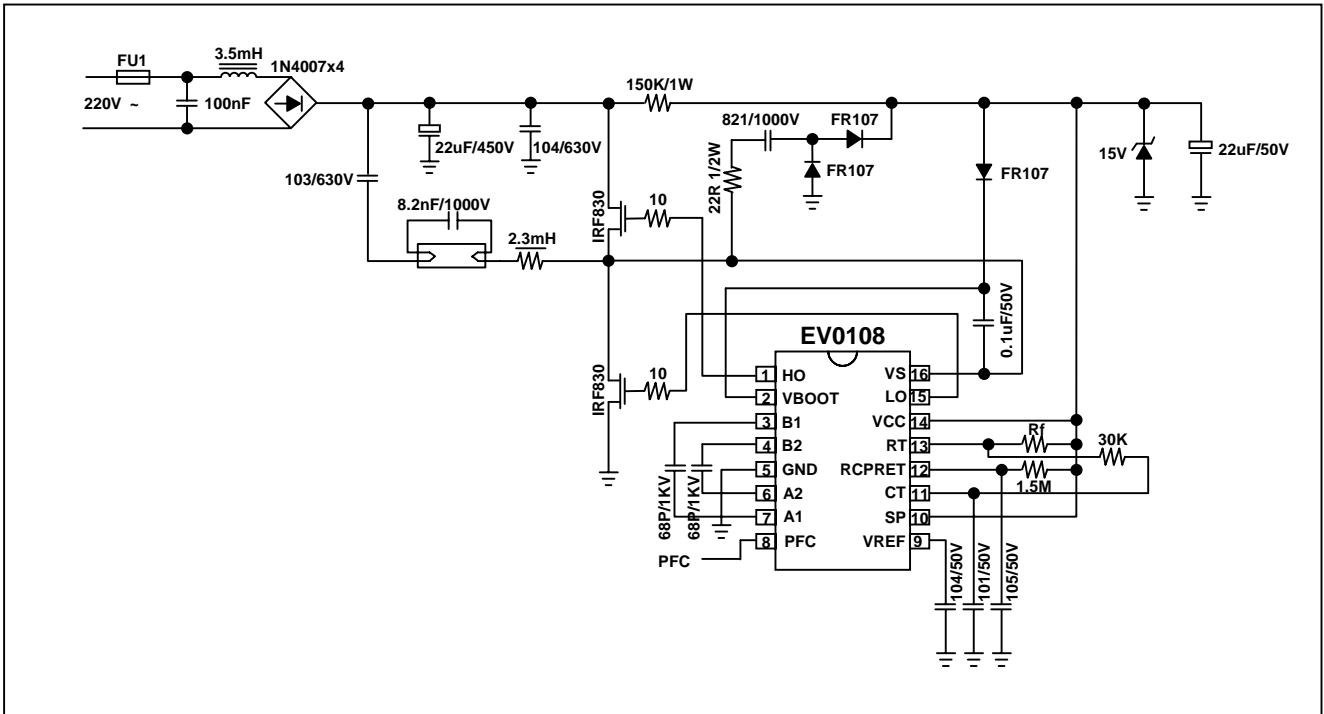 3.5mH
FU1
1N4007x4
220V ~
100nF
150K/1W
821/1000V
FR107
FR107
22R 1/2W
22uF/450V
104/630V
103/630V
15V
22uF/50V
FR107
8.2nF/1000V
2.3mH
IRF830
10
IRF830
10
0.1uF/50V
EV0108
1 HO
2 VBOOT
3 B1
4 B2
5 GND
6 A2
7 A1
8 PFC
VS 16
LO 15
VCC 14
RT 13
RCPRET 12
CT 11
SP 10
VREF 9
Rf
30K
1.5M
68P/1KV
68P/1KV
PFC
104/50V
101/50V
105/50V